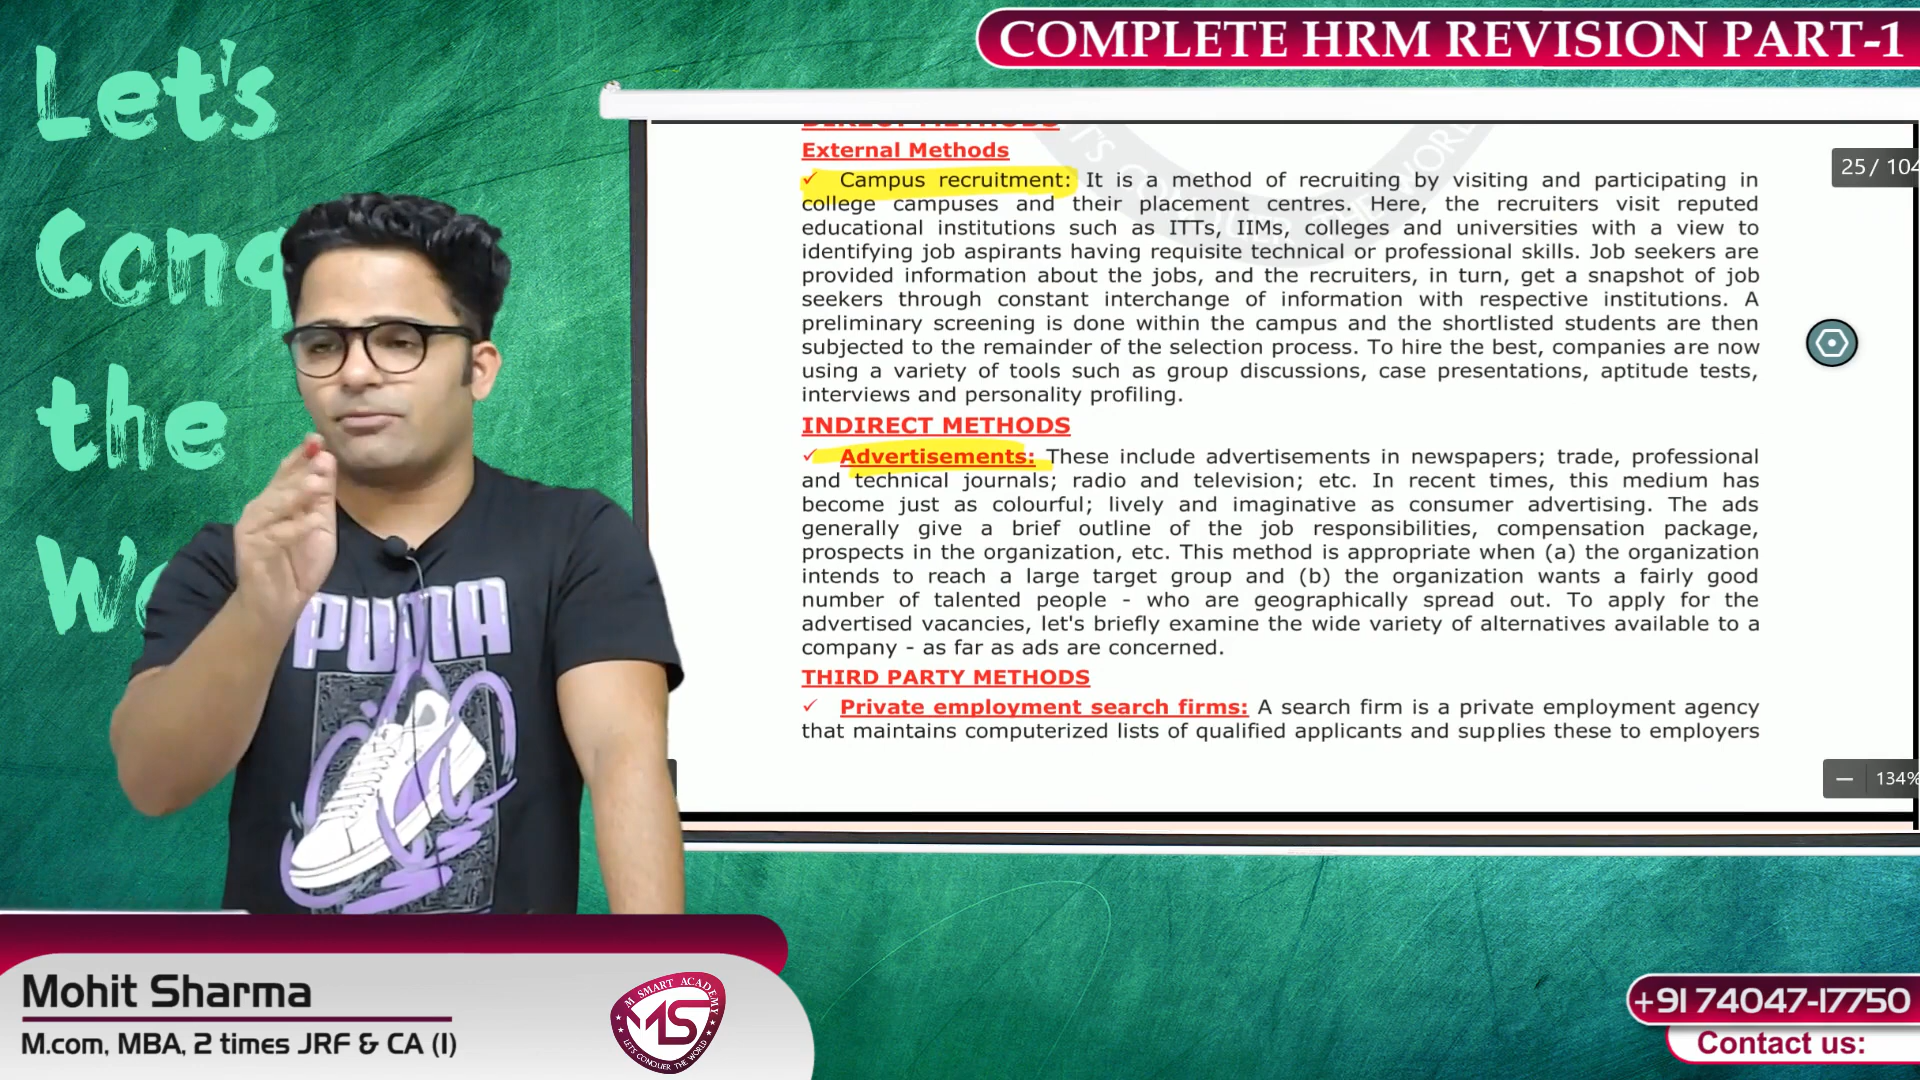 COMPLETE HRM REVISION PART-1
Let's
Conq
the
Wo
DIRECT METHODS
External Methods
✓ Campus recruitment: It is a method of recruiting by visiting and participating in
college campuses and their placement centres. Here, the recruiters visit reputed
educational institutions such as ITTs, IIMs, colleges and universities with a view to
identifying job aspirants having requisite technical or professional skills. Job seekers are
provided information about the jobs, and the recruiters, in turn, get a snapshot of job
seekers through constant interchange of information with respective institutions. A
preliminary screening is done within the campus and the shortlisted students are then
subjected to the remainder of the selection process. To hire the best, companies are now
using a variety of tools such as group discussions, case presentations, aptitude tests,
interviews and personality profiling.
INDIRECT METHODS
✓ Advertisements: These include advertisements in newspapers; trade, professional
and technical journals; radio and television; etc. In recent times, this medium has
become just as colourful; lively and imaginative as consumer advertising. The ads
generally give a brief outline of the job responsibilities, compensation package,
prospects in the organization, etc. This method is appropriate when (a) the organization
intends to reach a large target group and (b) the organization wants a fairly good
number of talented people - who are geographically spread out. To apply for the
advertised vacancies, let's briefly examine the wide variety of alternatives available to a
company - as far as ads are concerned.
THIRD PARTY METHODS
✓ Private employment search firms: A search firm is a private employment agency
that maintains computerized lists of qualified applicants and supplies these to employers
25 / 104
134%
PUMA
Mohit Sharma
M.com, MBA, 2 times JRF & CA (I)
M SMART ACADEMY
MS
LET'S CONQUER THE WORLD
+91 74047-17750
Contact us: